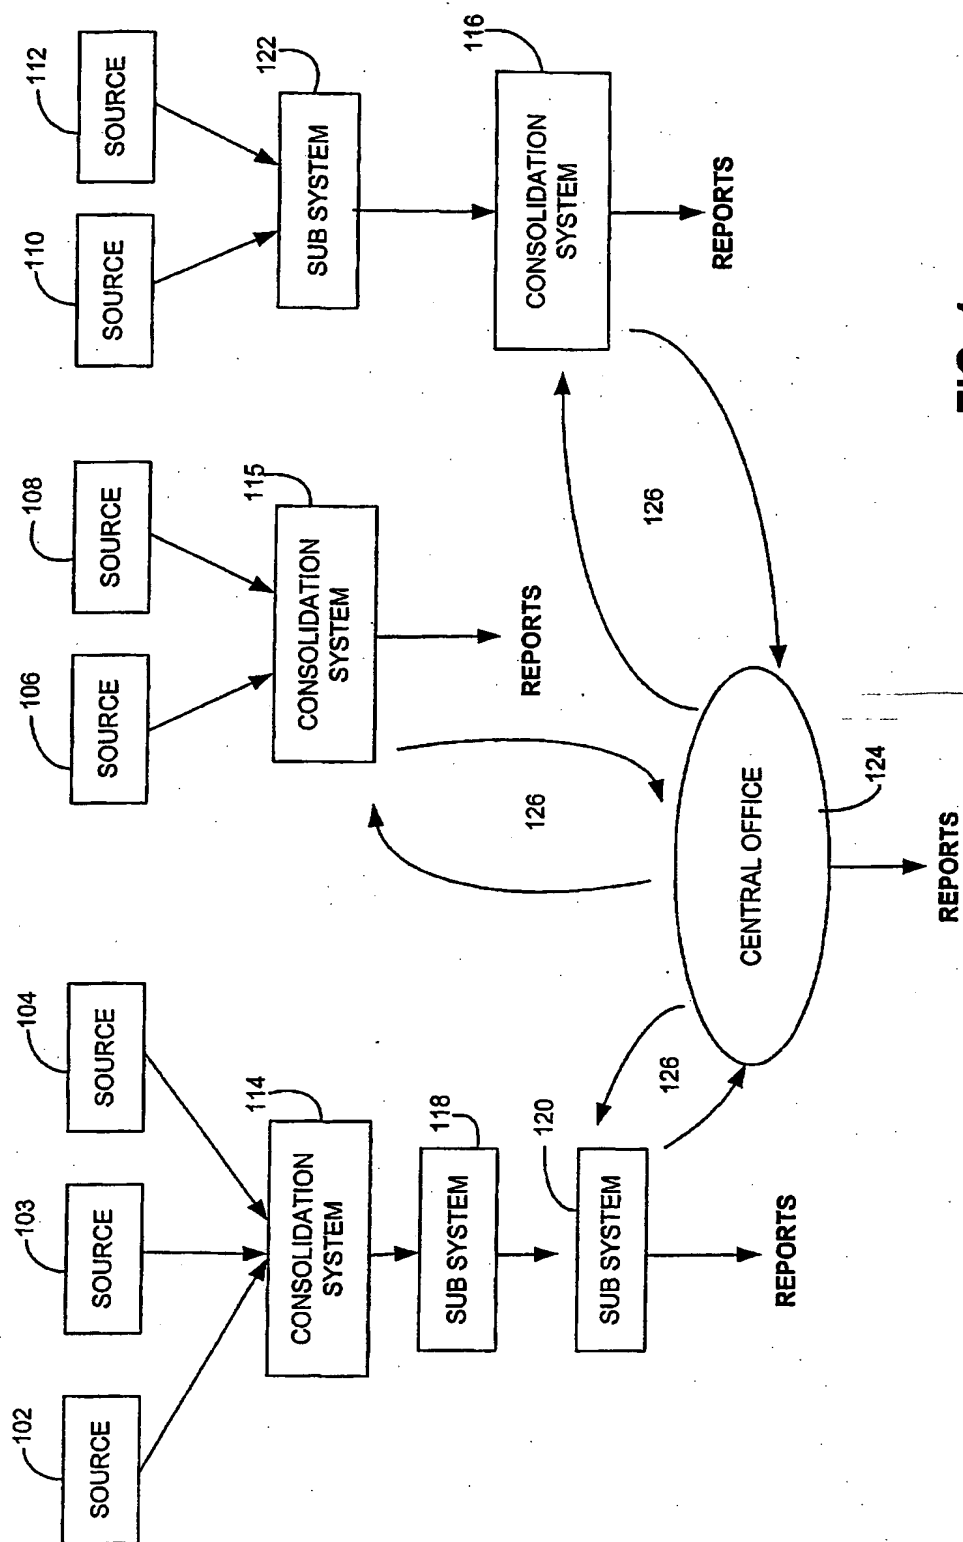 102
103
104
106
108
110
112
SOURCE
SOURCE
SOURCE
SOURCE
SOURCE
SOURCE
SOURCE
114
115
122
CONSOLIDATION
SYSTEM
CONSOLIDATION
SYSTEM
SUB SYSTEM
118
116
SUB SYSTEM
CONSOLIDATION
SYSTEM
120
126
REPORTS
SUB SYSTEM
126
126
REPORTS
CENTRAL OFFICE
REPORTS
124
REPORTS
FIG.